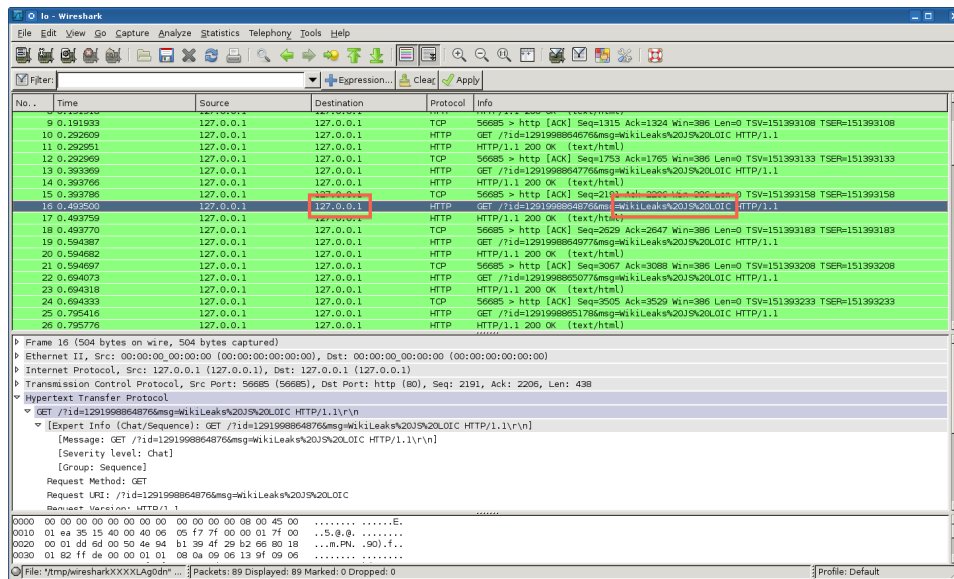 lo - Wireshark
File Edit View Go Capture Analyze Statistics Telephony Tools Help
Filter: Expression... Clear Apply
No. . Time Source Destination Protocol Info
9 0.191933 127.0.0.1 127.0.0.1 TCP 56685 > http [ACK] Seq=1315 Ack=1324 Win=386 Len=0 TSV=151393108 TSER=151393108
10 0.292609 127.0.0.1 127.0.0.1 HTTP GET /?id=1291998864676&msg=WikiLeaks%20JS%20LOIC HTTP/1.1
11 0.292951 127.0.0.1 127.0.0.1 HTTP HTTP/1.1 200 OK (text/html)
12 0.292969 127.0.0.1 127.0.0.1 TCP 56685 > http [ACK] Seq=1753 Ack=1765 Win=386 Len=0 TSV=151393133 TSER=151393133
13 0.393369 127.0.0.1 127.0.0.1 HTTP GET /?id=1291998864776&msg=WikiLeaks%20JS%20LOIC HTTP/1.1
14 0.393766 127.0.0.1 127.0.0.1 HTTP HTTP/1.1 200 OK (text/html)
15 0.393786 127.0.0.1 127.0.0.1 TCP 56685 > http [ACK] Seq=2191 Ack=2206 Win=386 Len=0 TSV=151393158 TSER=151393158
16 0.493500 127.0.0.1 127.0.0.1 HTTP GET /?id=1291998864876&msg=WikiLeaks%20JS%20LOIC HTTP/1.1
17 0.493759 127.0.0.1 127.0.0.1 HTTP HTTP/1.1 200 OK (text/html)
18 0.493770 127.0.0.1 127.0.0.1 TCP 56685 > http [ACK] Seq=2629 Ack=2647 Win=386 Len=0 TSV=151393183 TSER=151393183
19 0.594387 127.0.0.1 127.0.0.1 HTTP GET /?id=1291998864977&msg=WikiLeaks%20JS%20LOIC HTTP/1.1
20 0.594682 127.0.0.1 127.0.0.1 HTTP HTTP/1.1 200 OK (text/html)
21 0.594697 127.0.0.1 127.0.0.1 TCP 56685 > http [ACK] Seq=3067 Ack=3088 Win=386 Len=0 TSV=151393208 TSER=151393208
22 0.694073 127.0.0.1 127.0.0.1 HTTP GET /?id=1291998865077&msg=WikiLeaks%20JS%20LOIC HTTP/1.1
23 0.694318 127.0.0.1 127.0.0.1 HTTP HTTP/1.1 200 OK (text/html)
24 0.694333 127.0.0.1 127.0.0.1 TCP 56685 > http [ACK] Seq=3505 Ack=3529 Win=386 Len=0 TSV=151393233 TSER=151393233
25 0.795416 127.0.0.1 127.0.0.1 HTTP GET /?id=1291998865178&msg=WikiLeaks%20JS%20LOIC HTTP/1.1
26 0.795776 127.0.0.1 127.0.0.1 HTTP HTTP/1.1 200 OK (text/html)
Frame 16 (504 bytes on wire, 504 bytes captured)
Ethernet II, Src: 00:00:00_00:00:00 (00:00:00:00:00:00), Dst: 00:00:00_00:00:00 (00:00:00:00:00:00)
Internet Protocol, Src: 127.0.0.1 (127.0.0.1), Dst: 127.0.0.1 (127.0.0.1)
Transmission Control Protocol, Src Port: 56685 (56685), Dst Port: http (80), Seq: 2191, Ack: 2206, Len: 438
Hypertext Transfer Protocol
GET /?id=1291998864876&msg=WikiLeaks%20JS%20LOIC HTTP/1.1\r\n
[Expert Info (Chat/Sequence): GET /?id=1291998864876&msg=WikiLeaks%20JS%20LOIC HTTP/1.1\r\n]
[Message: GET /?id=1291998864876&msg=WikiLeaks%20JS%20LOIC HTTP/1.1\r\n]
[Severity level: Chat]
[Group: Sequence]
Request Method: GET
Request URI: /?id=1291998864876&msg=WikiLeaks%20JS%20LOIC
Request Version: HTTP/1.1
0000 00 00 00 00 00 00 00 00 00 00 00 00 08 00 45 00 ........ ......E.
0010 01 ea 35 15 40 00 40 06 05 f7 7f 00 00 01 7f 00 ..5.@.@. ........
0020 00 01 dd 6d 00 50 4e 94 b1 39 4f 29 b2 66 80 18 ...m.PN. .9O).f..
0030 01 82 ff de 00 00 01 01 08 0a 09 06 13 9f 09 06 ........ ........
File: "/tmp/wiresharkXXXXLAg0dn" ... Packets: 89 Displayed: 89 Marked: 0 Dropped: 0 Profile: Default